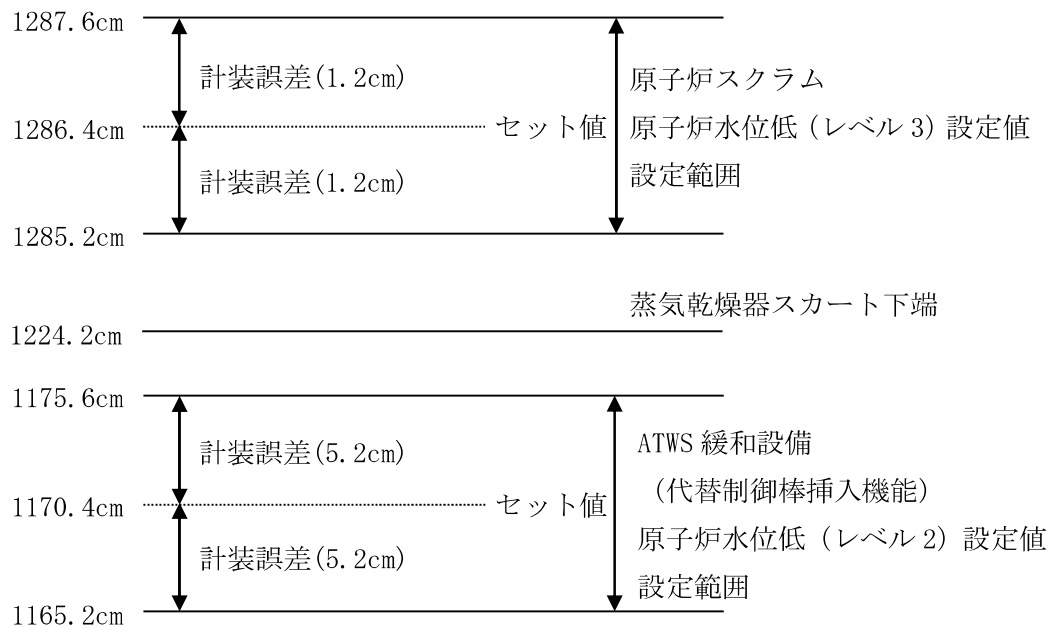 1287.6cm
計装誤差(1.2cm)
原子炉スクラム
1286.4cm
セット値
原子炉水位低(レベル3)設定値
計装誤差(1.2cm)
設定範囲
1285.2cm
蒸気乾燥器スカート下端
1224.2cm
1175.6cm
計装誤差(5.2cm)
ATWS緩和設備
(代替制御棒挿入機能)
1170.4cm
セット値
原子炉水位低(レベル2)設定値
計装誤差(5.2cm)
設定範囲
1165.2cm